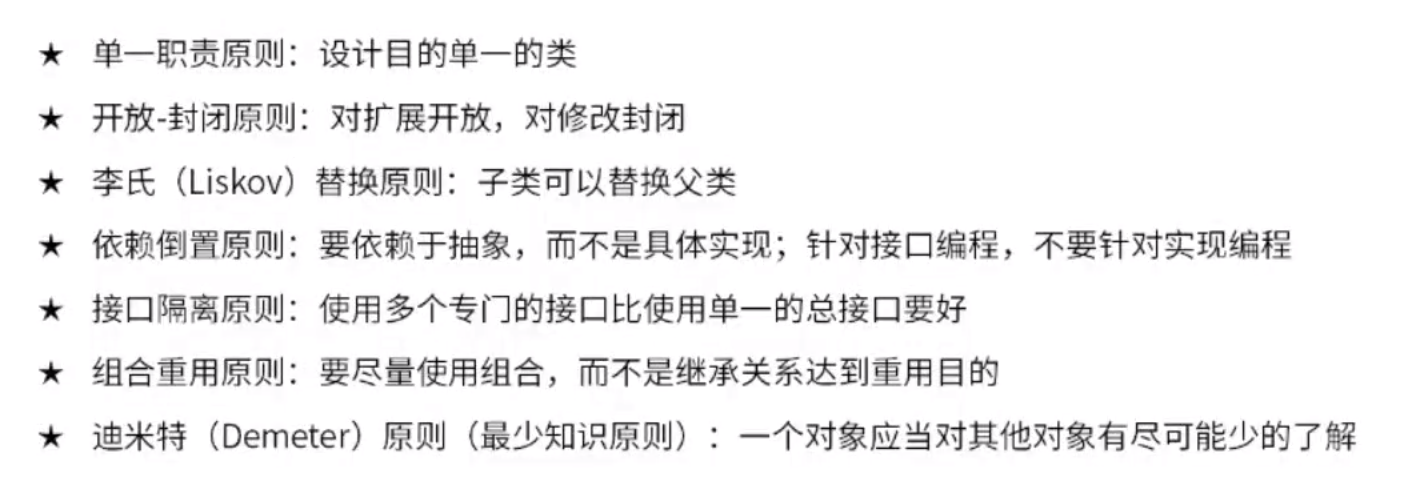 ★ 单一职责原则：设计目的单一的类
★ 开放-封闭原则：对扩展开放，对修改封闭
★ 李氏（Liskov）替换原则：子类可以替换父类
★ 依赖倒置原则：要依赖于抽象，而不是具体实现；针对接口编程，不要针对实现编程
★ 接口隔离原则：使用多个专门的接口比使用单一的总接口要好
★ 组合重用原则：要尽量使用组合，而不是继承关系达到重用目的
★ 迪米特（Demeter）原则（最少知识原则）：一个对象应当对其他对象有尽可能少的了解